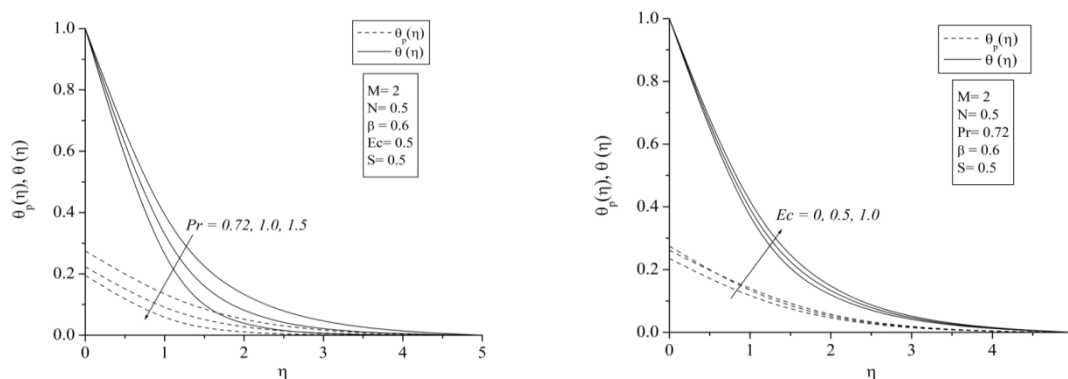 1.0
0.8
0.6
0.4
0.2
0.0
θp(η), θ (η)
θp(η)
θ (η)
M= 2
N= 0.5
β = 0.6
Ec= 0.5
S= 0.5
Pr = 0.72, 1.0, 1.5
0 1 2 3 4 5
η
1.0
0.8
0.6
0.4
0.2
0.0
θp(η), θ (η)
θp(η)
θ (η)
M= 2
N= 0.5
Pr= 0.72
β = 0.6
S= 0.5
Ec = 0, 0.5, 1.0
0 1 2 3 4
η